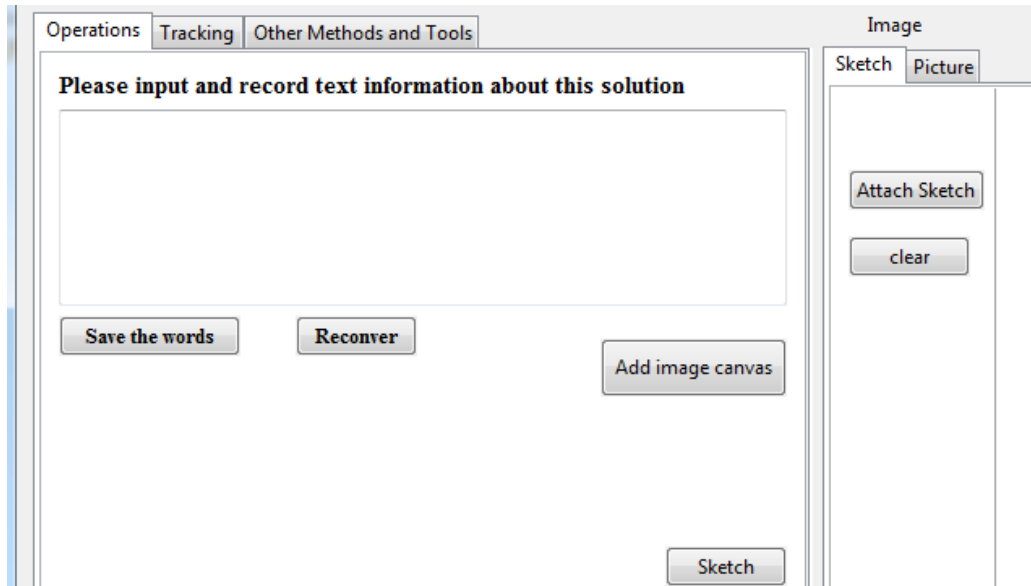 Operations Tracking Other Methods and Tools
Please input and record text information about this solution
Save the words Reconver
Add image canvas
Sketch
Image
Sketch Picture
Attach Sketch
clear